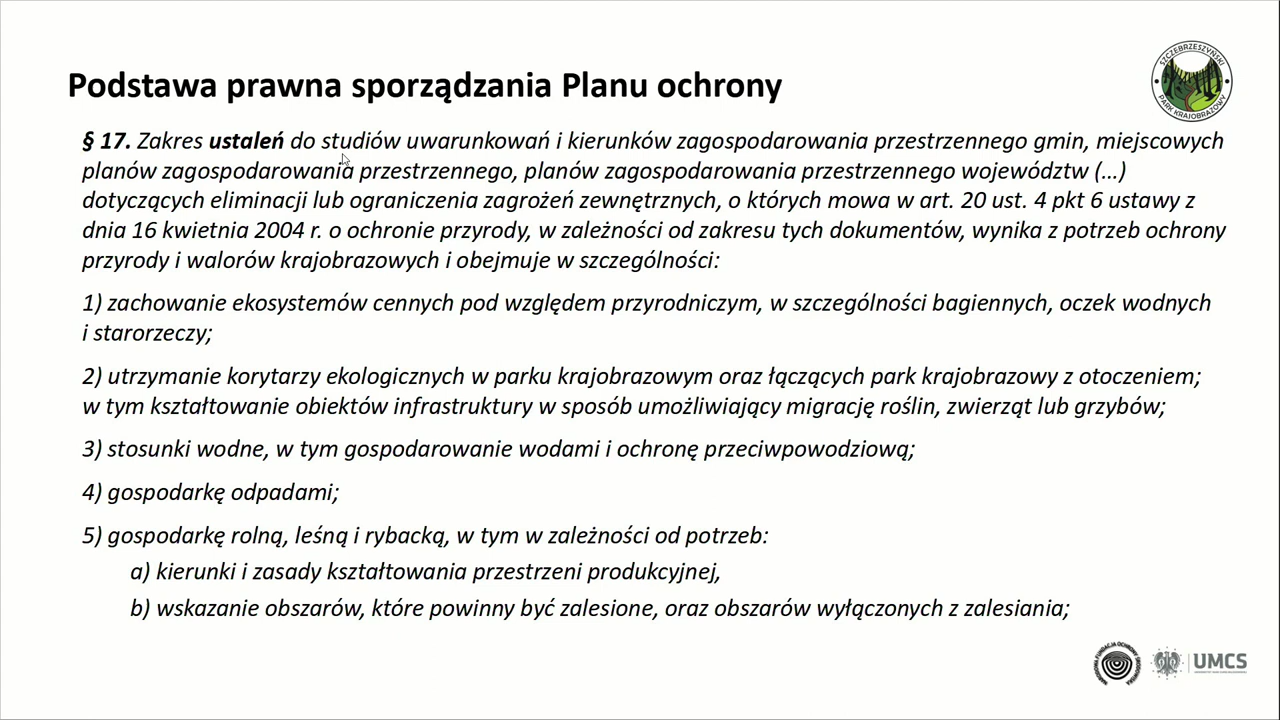 Podstawa prawna sporządzania Planu ochrony
SZCZEBRZESZYŃSKI
PARK KRAJOBRAZOWY
§ 17. Zakres ustaleń do studiów uwarunkowań i kierunków zagospodarowania przestrzennego gmin, miejscowych
planów zagospodarowania przestrzennego, planów zagospodarowania przestrzennego województw (...)
dotyczących eliminacji lub ograniczenia zagrożeń zewnętrznych, o których mowa w art. 20 ust. 4 pkt 6 ustawy z
dnia 16 kwietnia 2004 r. o ochronie przyrody, w zależności od zakresu tych dokumentów, wynika z potrzeb ochrony
przyrody i walorów krajobrazowych i obejmuje w szczególności:
1) zachowanie ekosystemów cennych pod względem przyrodniczym, w szczególności bagiennych, oczek wodnych
i starorzeczy;
2) utrzymanie korytarzy ekologicznych w parku krajobrazowym oraz łączących park krajobrazowy z otoczeniem;
w tym kształtowanie obiektów infrastruktury w sposób umożliwiający migrację roślin, zwierząt lub grzybów;
3) stosunki wodne, w tym gospodarowanie wodami i ochronę przeciwpowodziową;
4) gospodarkę odpadami;
5) gospodarkę rolną, leśną i rybacką, w tym w zależności od potrzeb:
a) kierunki i zasady kształtowania przestrzeni produkcyjnej,
b) wskazanie obszarów, które powinny być zalesione, oraz obszarów wyłączonych z zalesiania;
NARODOWA FUNDACJA OCHRONY ŚRODOWISKA
UMCS